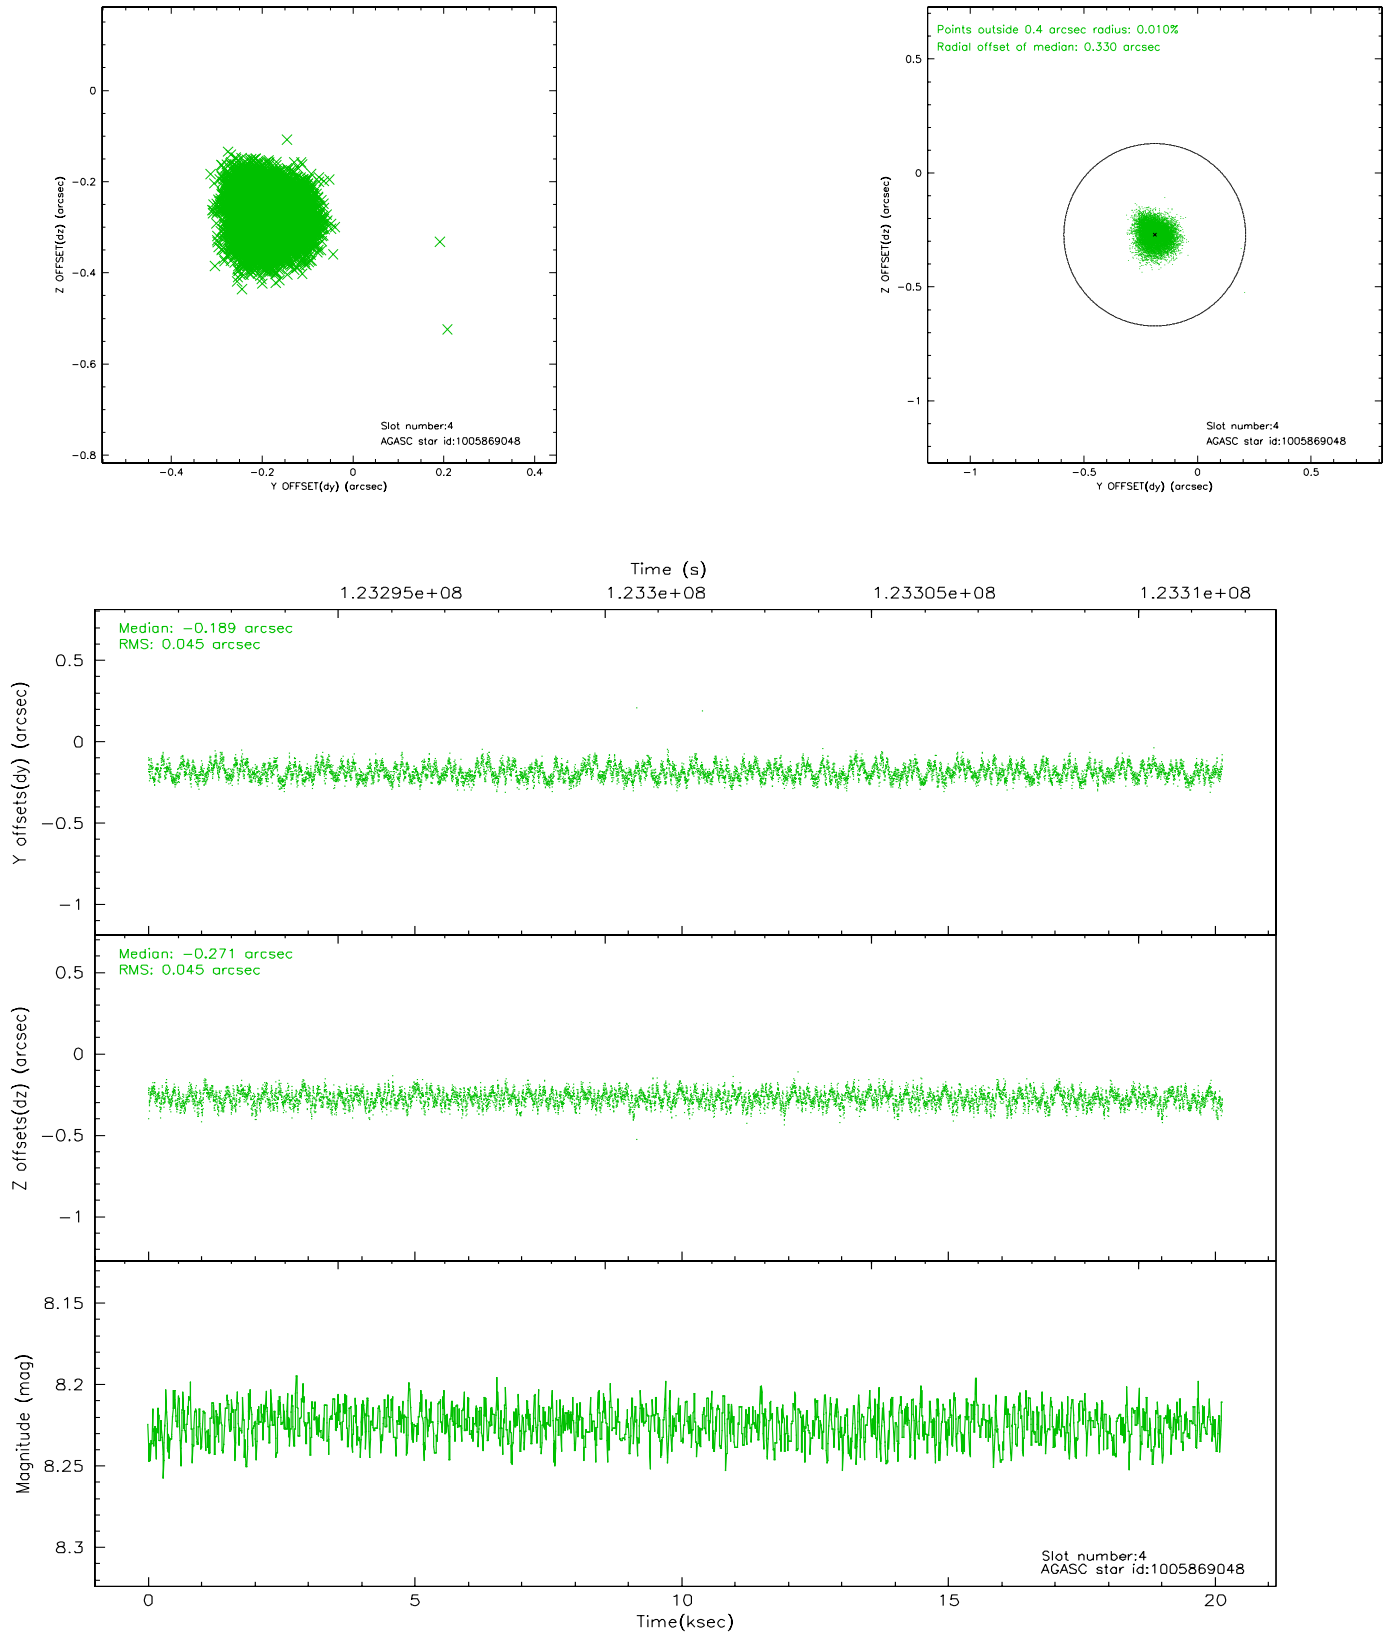 0
−0.2
−0.4
−0.6
−0.8
Z OFFSET(dz) (arcsec)
Slot number:4
AGASC star id:1005869048
−0.4
−0.2
0
0.2
0.4
Y OFFSET(dy) (arcsec)
Points outside 0.4 arcsec radius: 0.010%
Radial offset of median: 0.330 arcsec
0.5
0
−0.5
−1
Z OFFSET(dz) (arcsec)
Slot number:4
AGASC star id:1005869048
−1
−0.5
0
0.5
Y OFFSET(dy) (arcsec)
Time (s)
1.23295e+08
1.233e+08
1.23305e+08
1.2331e+08
Median: −0.189 arcsec
RMS: 0.045 arcsec
0.5
0
−0.5
−1
Y offsets(dy) (arcsec)
Median: −0.271 arcsec
RMS: 0.045 arcsec
0.5
0
−0.5
−1
Z offsets(dz) (arcsec)
8.15
8.2
8.25
8.3
Magnitude (mag)
Slot number:4
AGASC star id:1005869048
0
5
10
15
20
Time(ksec)